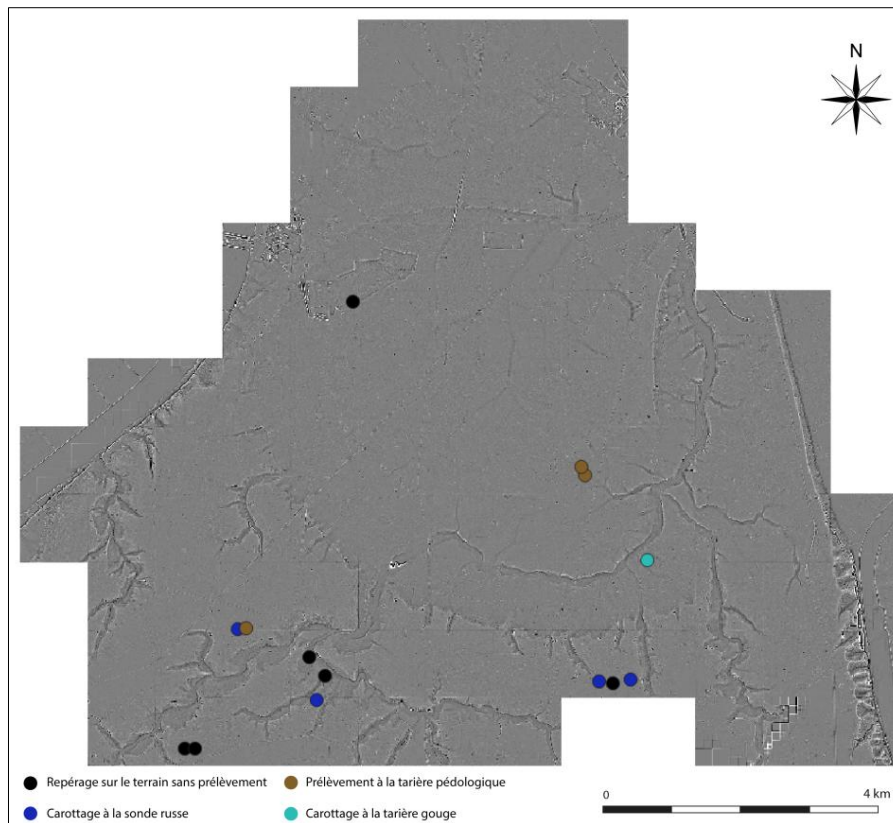 N
Repérage sur le terrain sans prélèvement
Prélèvement à la tarière pédologique
Carottage à la sonde russe
Carottage à la tarière gouge
0
4 km